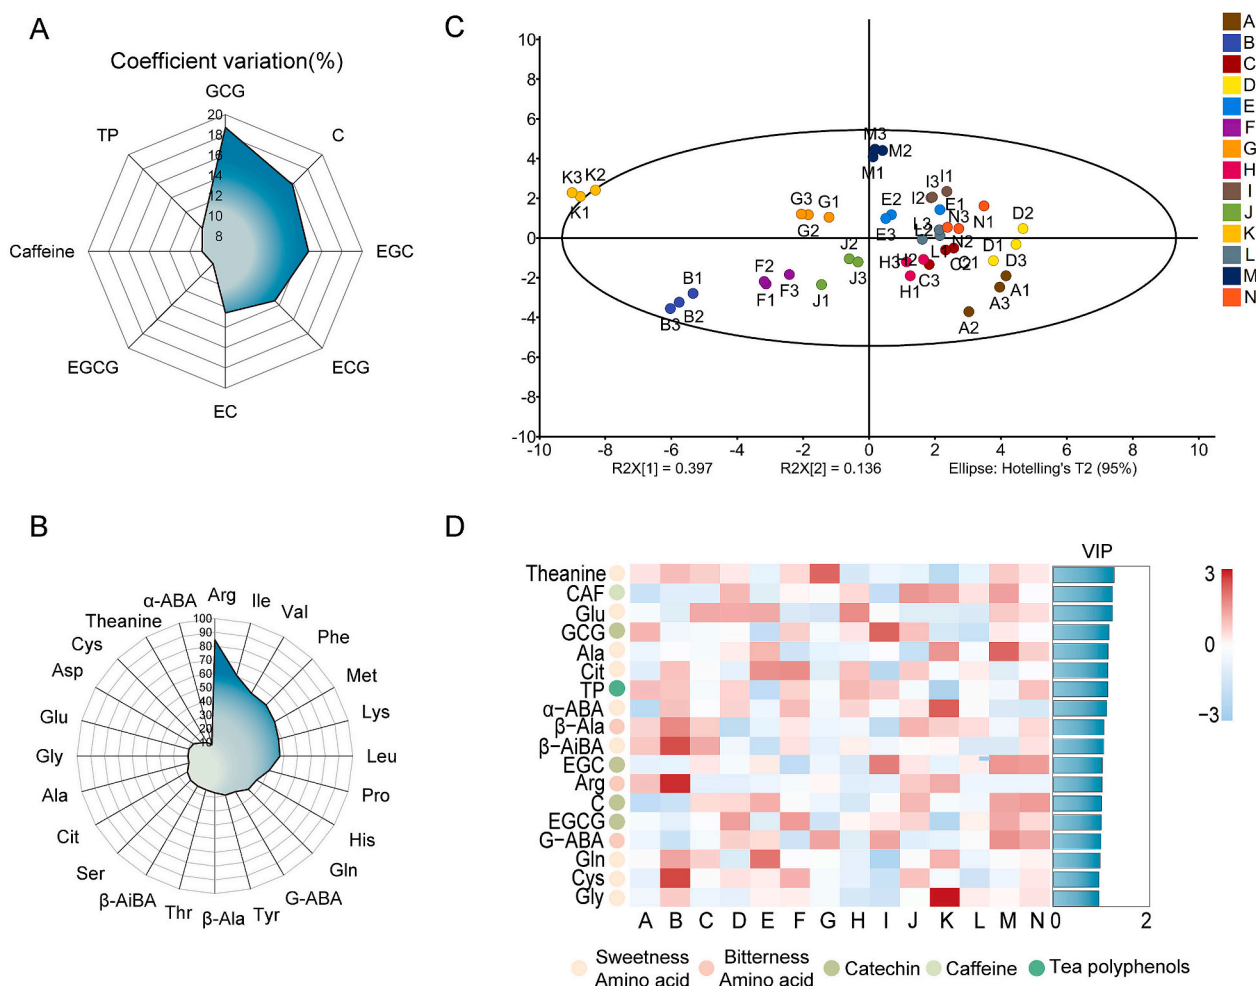 A
Coefficient variation(%)
GCG
C
EGC
ECG
EC
EGCG
Caffeine
TP
20
18
16
14
12
10
8
B
Arg
Ile
Val
Phe
Met
Lys
Leu
Pro
His
Gln
G-ABA
Tyr
β-Ala
Thr
β-AiBA
Ser
Cit
Ala
Gly
Glu
Asp
Cys
Theanine
α-ABA
100
90
80
70
60
50
40
30
20
10
C
10
8
6
4
2
0
-2
-4
-6
-8
-10
-10 -8 -6 -4 -2 0 2 4 6 8 10
R2X[1] = 0.397 R2X[2] = 0.136 Ellipse: Hotelling's T2 (95%)
K3 K2
K1
G3 G1
G2
B1
B2
B3
F2
F1 F3
J2
J3
J1
M3
M2
M1
E2
E3
E1
I3 I1
I2
N3 N1
N2
L3
L2
L1
H3 H2
H1
C3
C2 C1
D2
D1
D3
A1
A3
A2
A
B
C
D
E
F
G
H
I
J
K
L
M
N
D
VIP
Theanine
CAF
Glu
GCG
Ala
Cit
TP
α-ABA
β-Ala
β-AiBA
EGC
Arg
C
EGCG
G-ABA
Gln
Cys
Gly
A B C D E F G H I J K L M N
0 2
3
0
-3
Sweetness
Amino acid
Bitterness
Amino acid
Catechin
Caffeine
Tea polyphenols